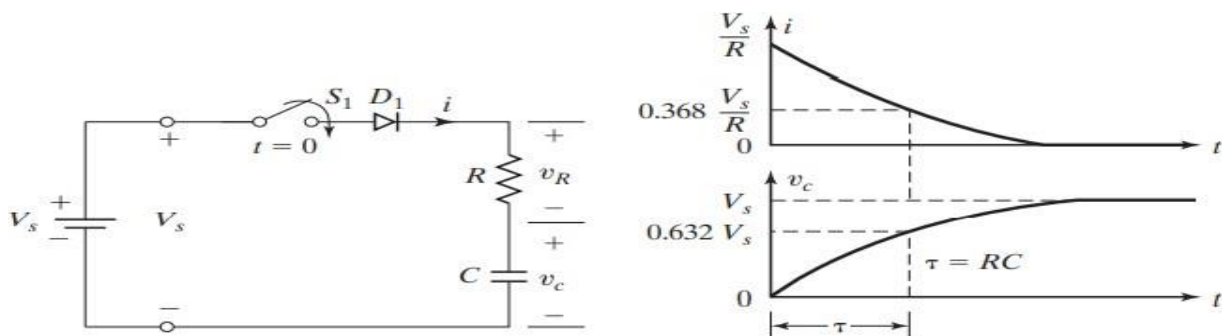 S₁ D₁ i
+ t = 0 +
R v_R
+ −
V_s V_s
− +
C v_c
− −
V_s/R i
0.368 V_s/R
0 t
v_c
V_s
0.632 V_s
τ = RC
0 t
τ